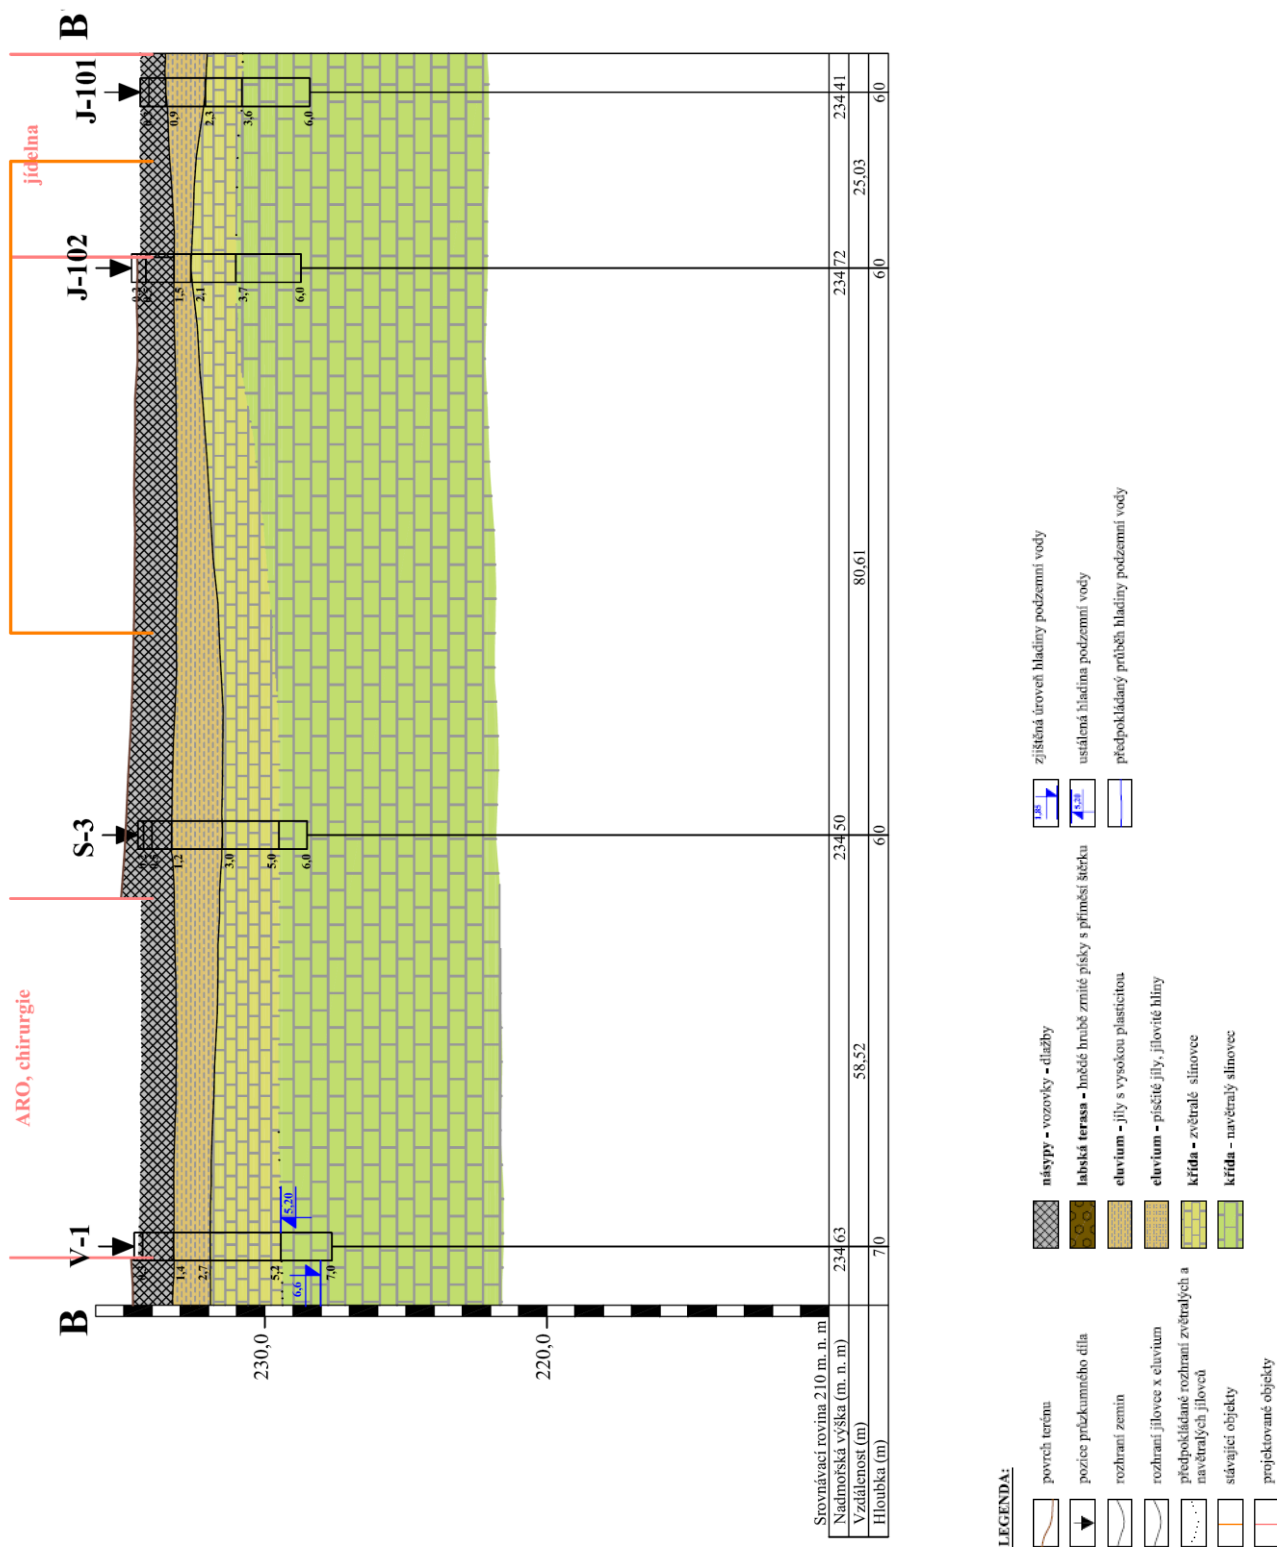 B
B
V-1
S-3
J-102
J-101
ARO, chirurgie
jídelna
1,4
2,7
5,2
7,0
6,6
5,20
1,2
3,0
5,0
6,0
0,2
1,5
2,1
3,7
6,0
0,9
2,3
3,6
6,0
230,0
220,0
Srovnávací rovina 210 m. n. m
Nadmořská výška (m. n. m) 234,63 234,50 234,72 234,41
Vzdálenost (m) 58,52 80,61 25,03
Hloubka (m) 7,0 6,0 6,0 6,0
LEGENDA:
povrch terénu
pozice průzkumného díla
rozhraní zemin
rozhraní jílovce x eluvium
předpokládané rozhraní zvětralých a
navětralých jílovců
stávající objekty
projektované objekty
násypy - vozovky - dlažby
labská terasa - hnědé hrubě zrnité písky s příměsí štěrku
eluvium - jíly s vysokou plasticitou
eluvium - písčité jíly, jílovité hlíny
křída - zvětralé slínovce
křída - navětralý slínovec
1,85
zjištěná úroveň hladiny podzemní vody
5,20
ustálená hladina podzemní vody
předpokládaný průběh hladiny podzemní vody